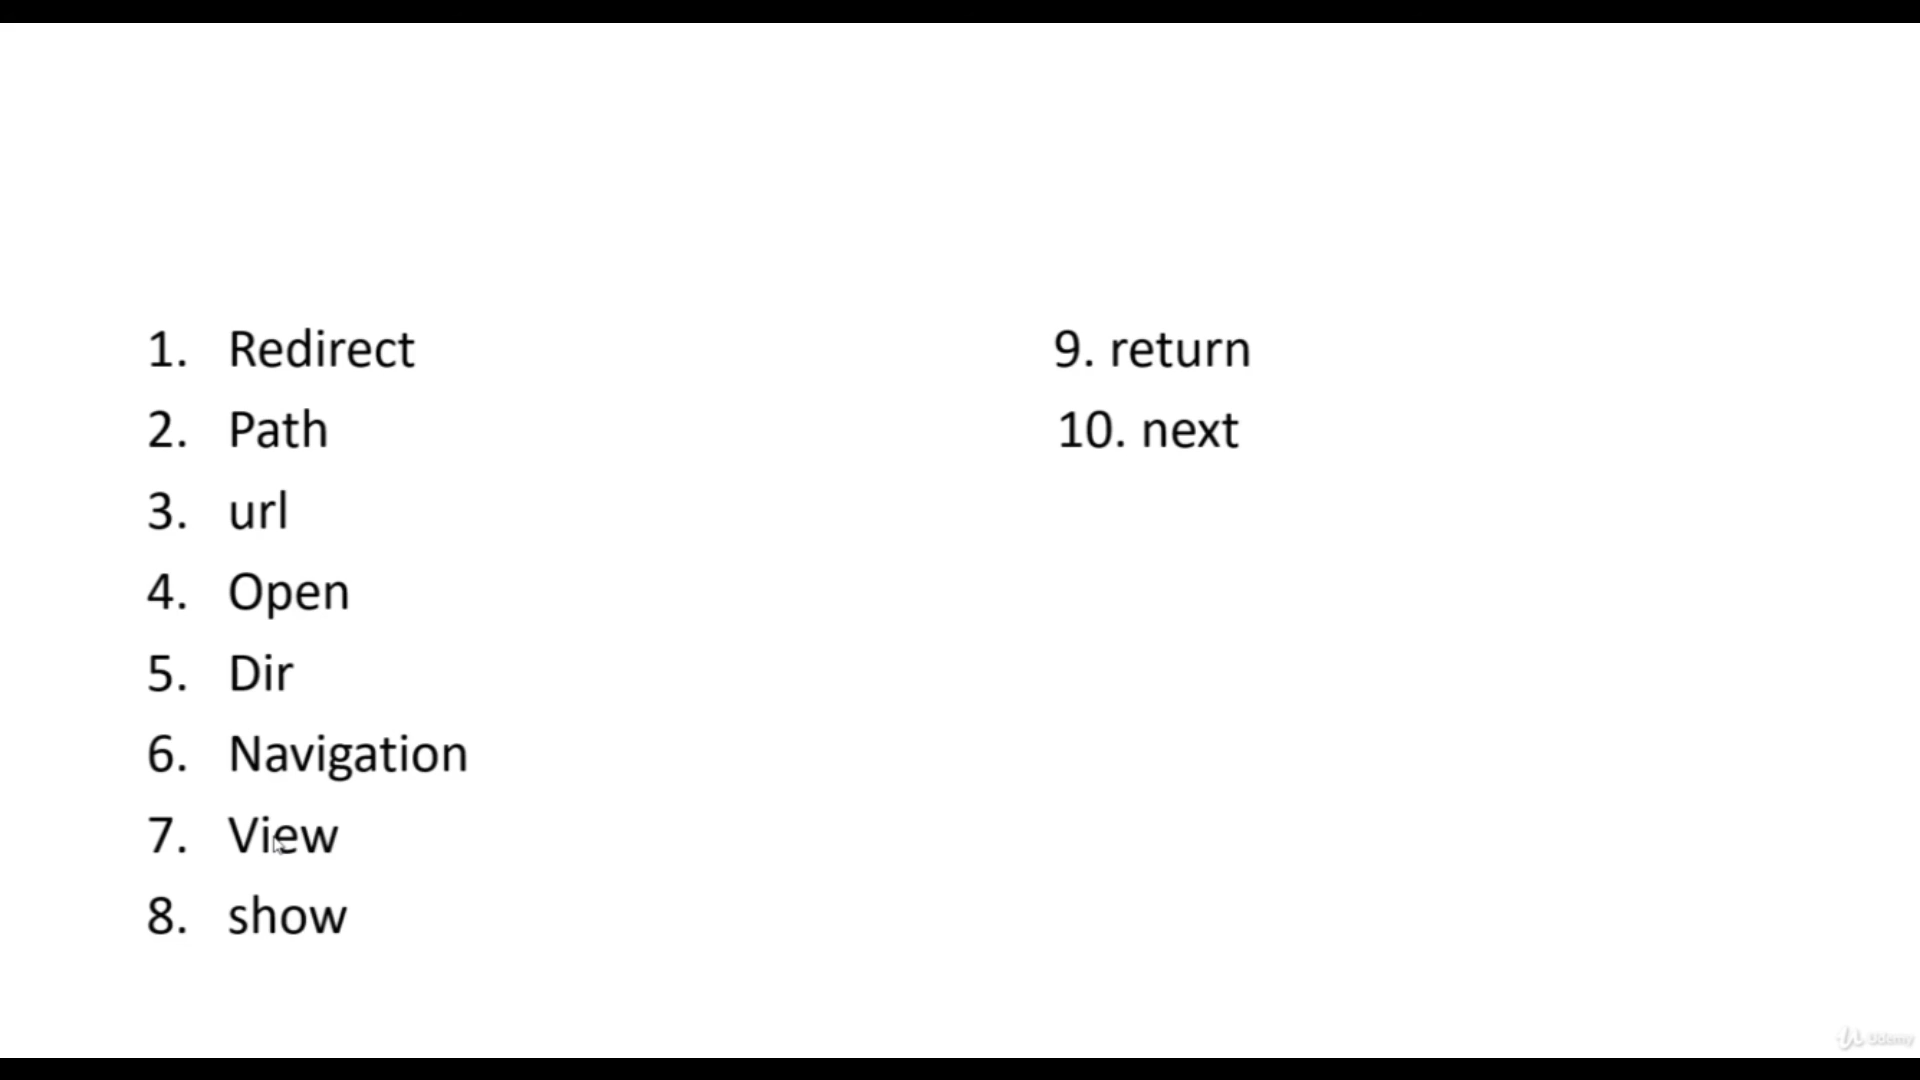 1. Redirect
2. Path
3. url
4. Open
5. Dir
6. Navigation
7. View
8. show
9. return
10. next
Udemy